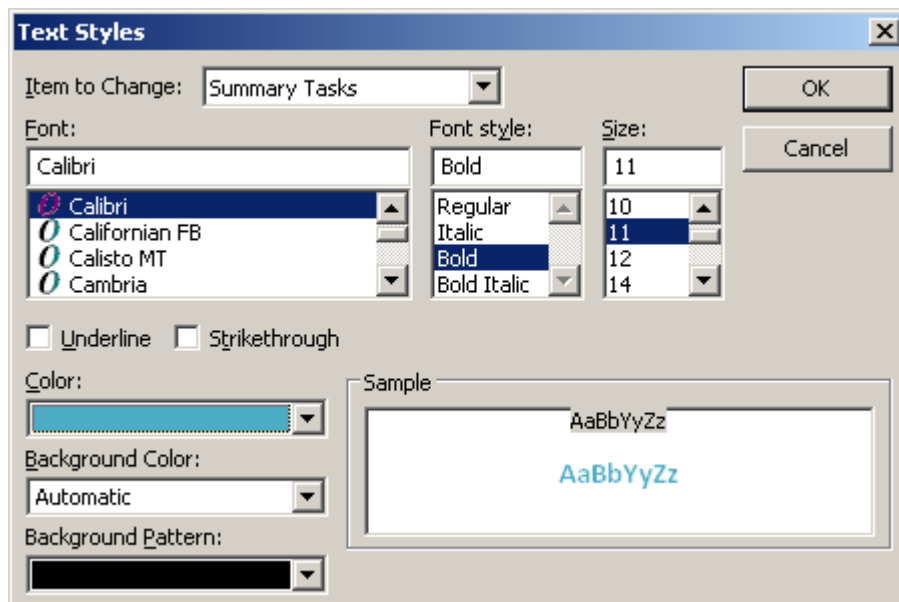 Text Styles
Item to Change: Summary Tasks OK
Font: Font style: Size: Cancel
Calibri Bold 11
Calibri Regular 10
Californian FB Italic 11
Calisto MT Bold 12
Cambria Bold Italic 14
Underline Strikethrough
Color: Sample
AaBbYyZz
Background Color: AaBbYyZz
Automatic
Background Pattern: